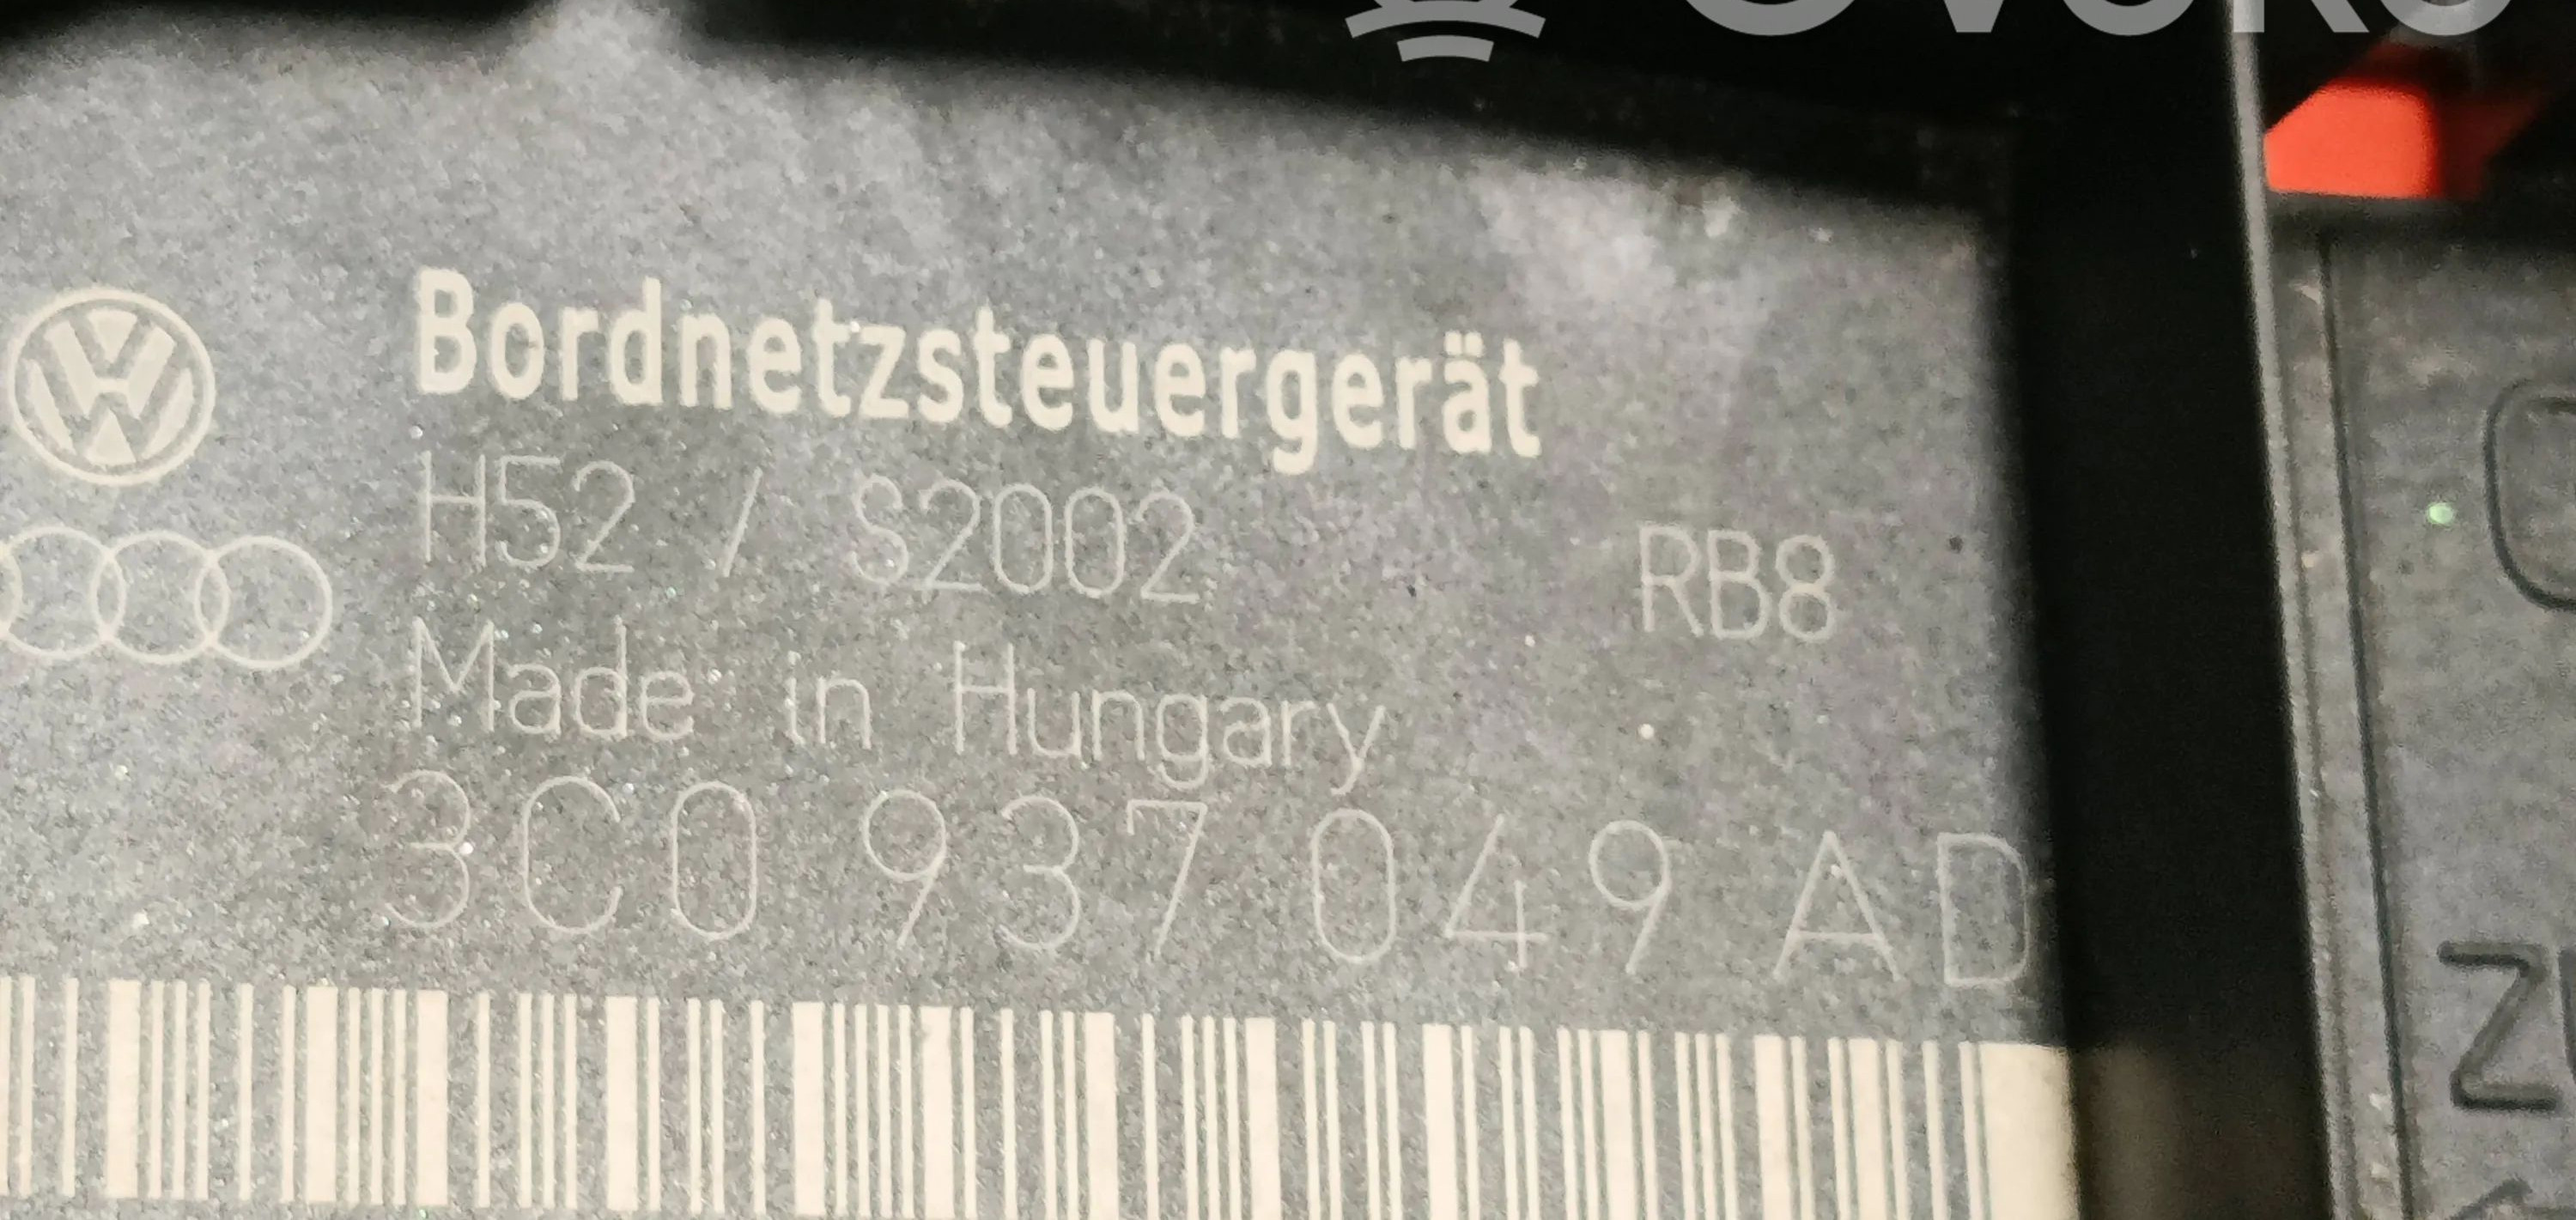 Bordnetzsteuergerät
H52 / S2002
RB8
Made in Hungary
3C0 937 049 AD